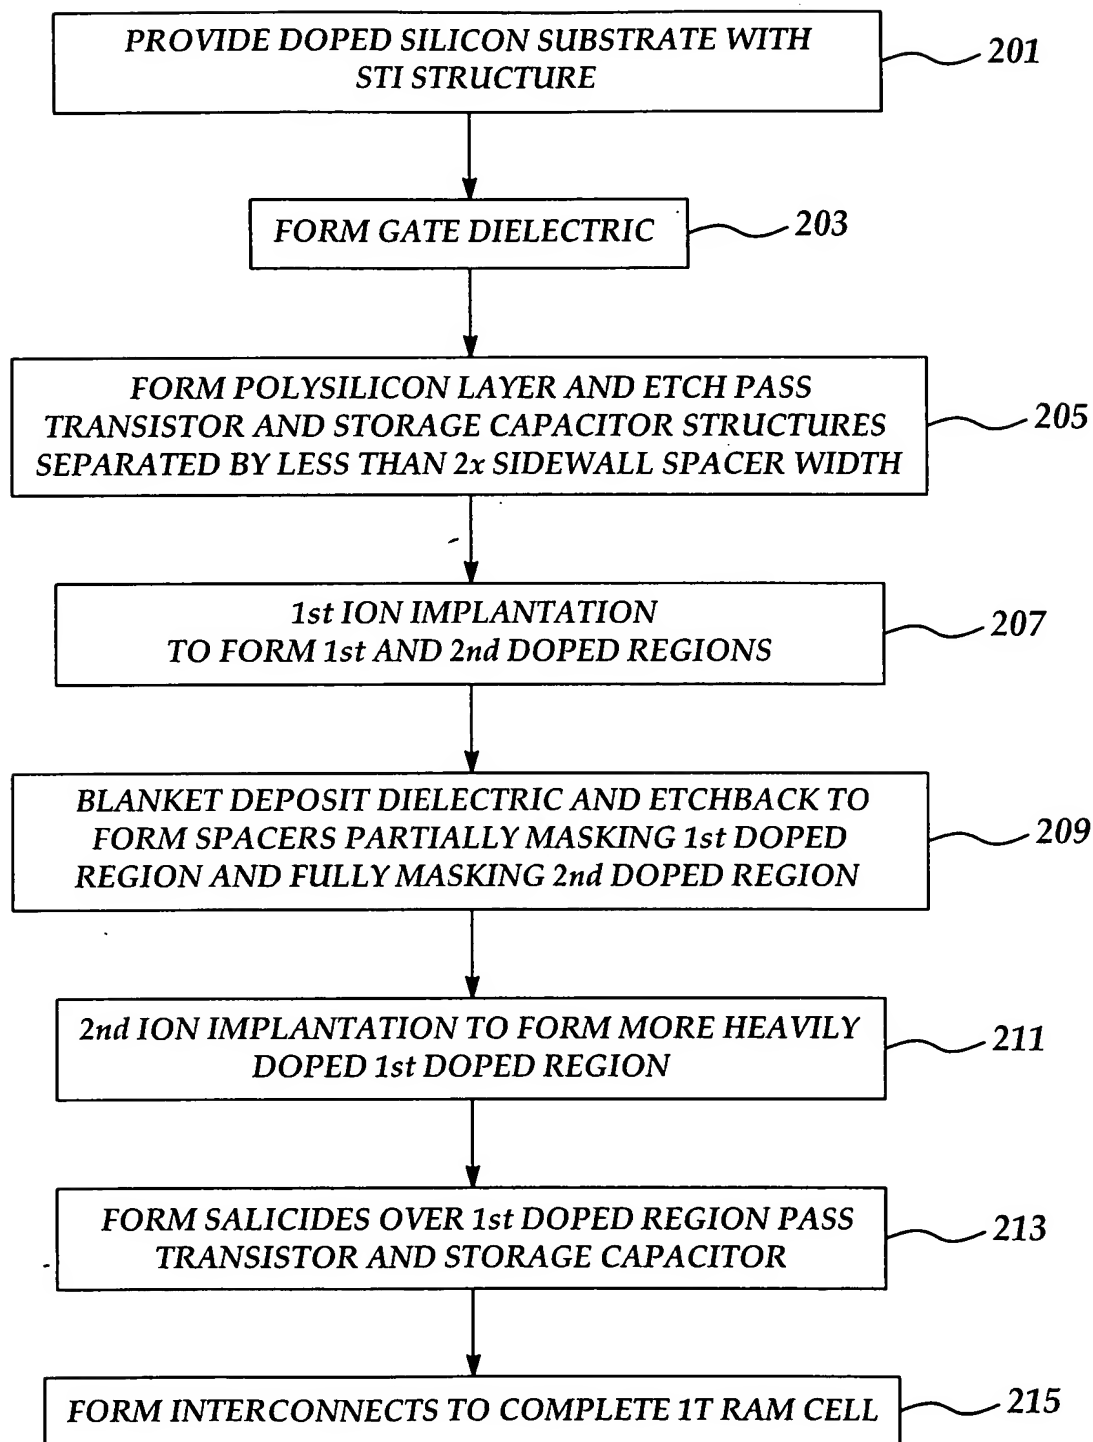 PROVIDE DOPED SILICON SUBSTRATE WITH
STI STRUCTURE
201
FORM GATE DIELECTRIC
203
FORM POLYSILICON LAYER AND ETCH PASS
TRANSISTOR AND STORAGE CAPACITOR STRUCTURES
SEPARATED BY LESS THAN 2x SIDEWALL SPACER WIDTH
205
1st ION IMPLANTATION
TO FORM 1st AND 2nd DOPED REGIONS
207
BLANKET DEPOSIT DIELECTRIC AND ETCHBACK TO
FORM SPACERS PARTIALLY MASKING 1st DOPED
REGION AND FULLY MASKING 2nd DOPED REGION
209
2nd ION IMPLANTATION TO FORM MORE HEAVILY
DOPED 1st DOPED REGION
211
FORM SALICIDES OVER 1st DOPED REGION PASS
TRANSISTOR AND STORAGE CAPACITOR
213
FORM INTERCONNECTS TO COMPLETE 1T RAM CELL
215